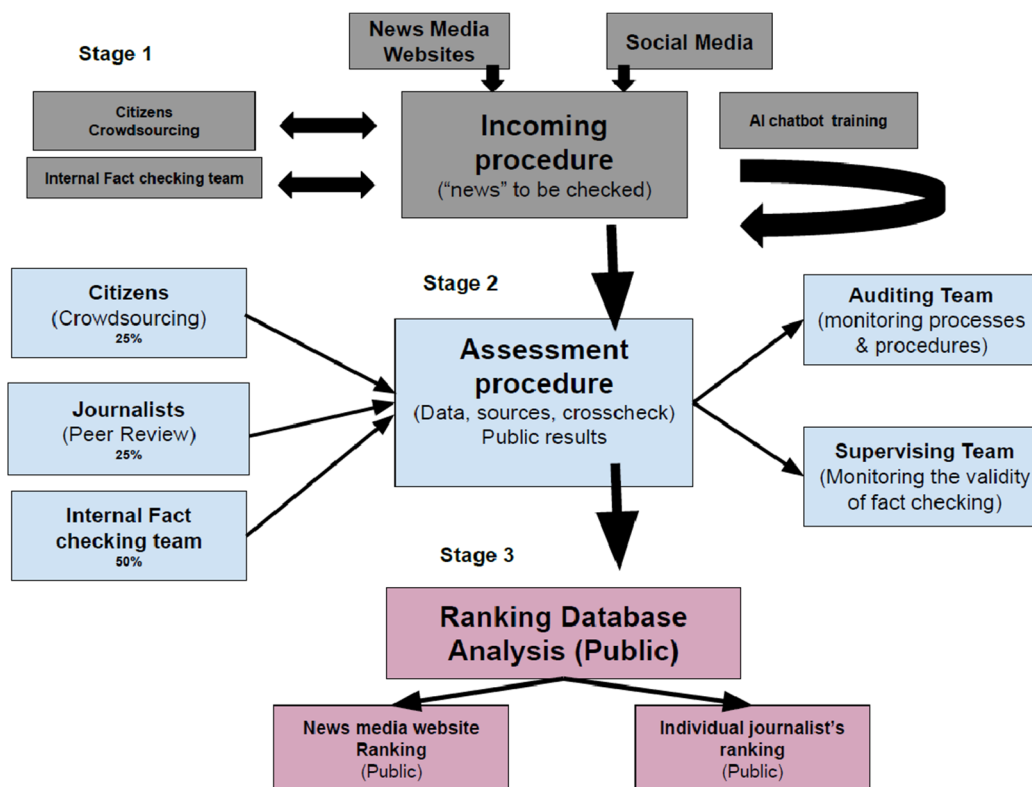 Stage 1
News Media
Websites
Social Media
Citizens
Crowdsourcing
Internal Fact checking team
Incoming
procedure
(“news” to be checked)
AI chatbot training
Stage 2
Citizens
(Crowdsourcing)
25%
Journalists
(Peer Review)
25%
Internal Fact
checking team
50%
Assessment
procedure
(Data, sources, crosscheck)
Public results
Auditing Team
(monitoring processes
& procedures)
Supervising Team
(Monitoring the validity
of fact checking)
Stage 3
Ranking Database
Analysis (Public)
News media website
Ranking
(Public)
Individual journalist’s
ranking
(Public)